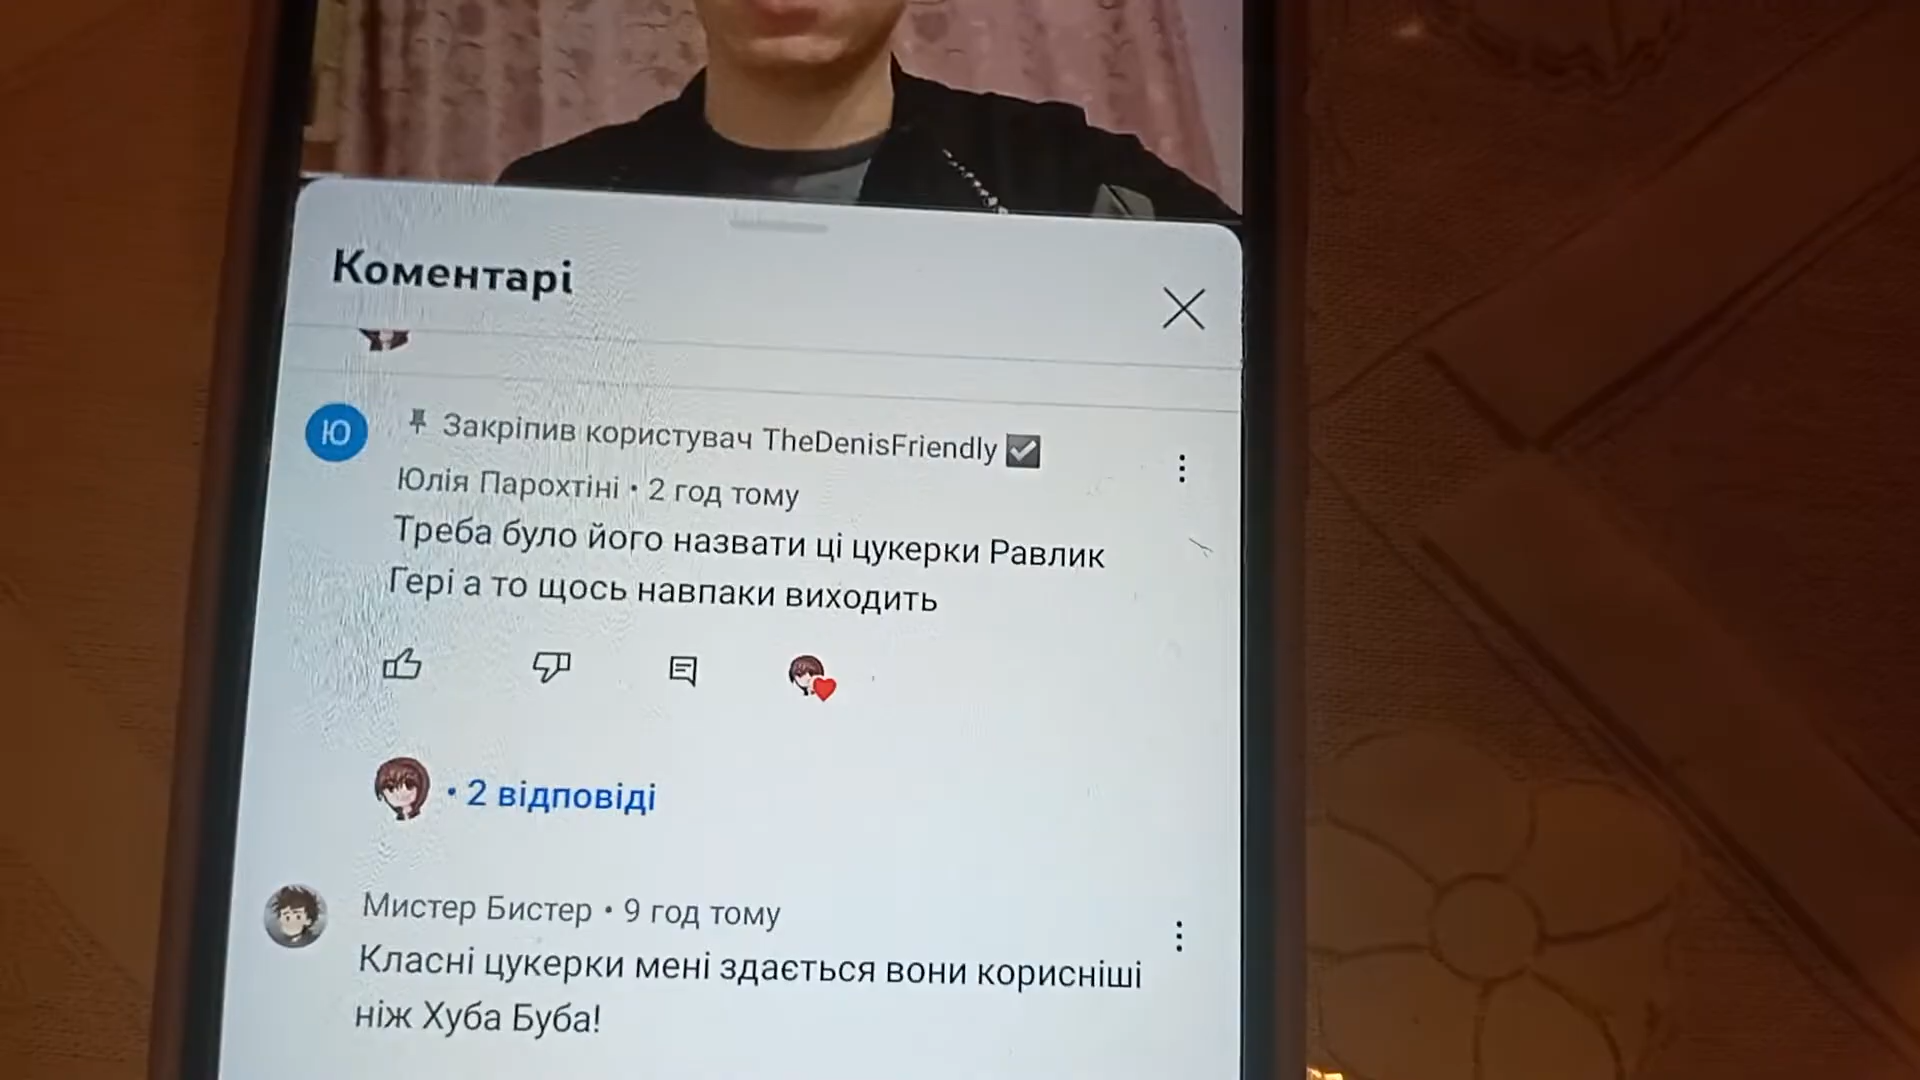 Коментарі
Ю
Закріпив користувач TheDenisFriendly
Юлія Парохтіні • 2 год тому
Треба було його назвати ці цукерки Равлик
Гері а то щось навпаки виходить
• 2 відповіді
Мистер Бистер • 9 год тому
Класні цукерки мені здається вони корисніші
ніж Хуба Буба!